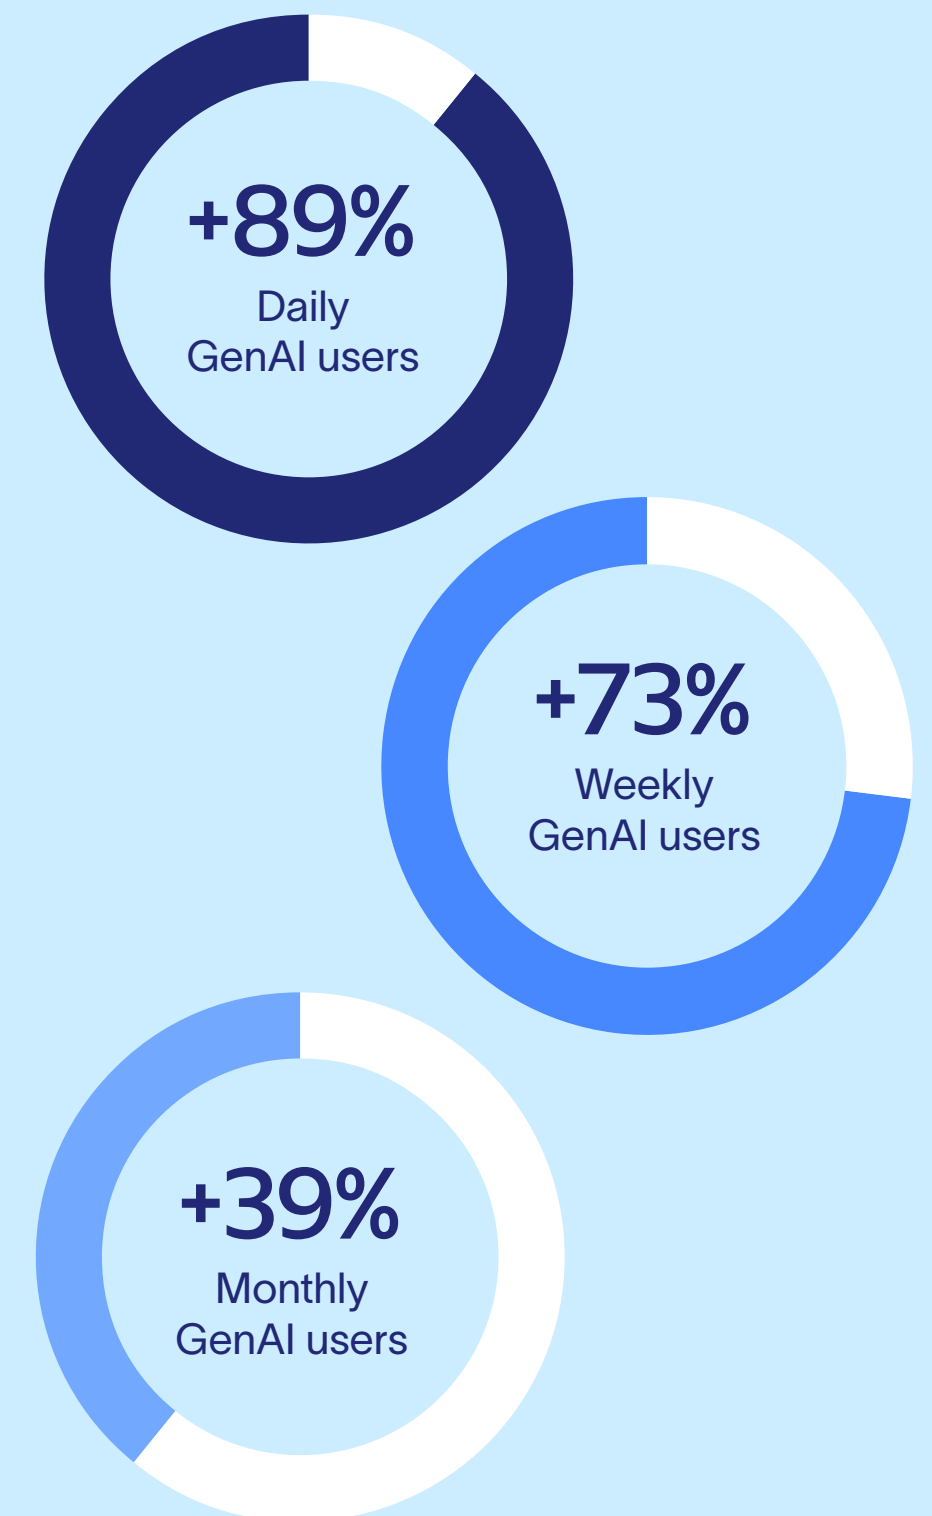 +89%
Daily
GenAI users
+73%
Weekly
GenAI users
+39%
Monthly
GenAI users